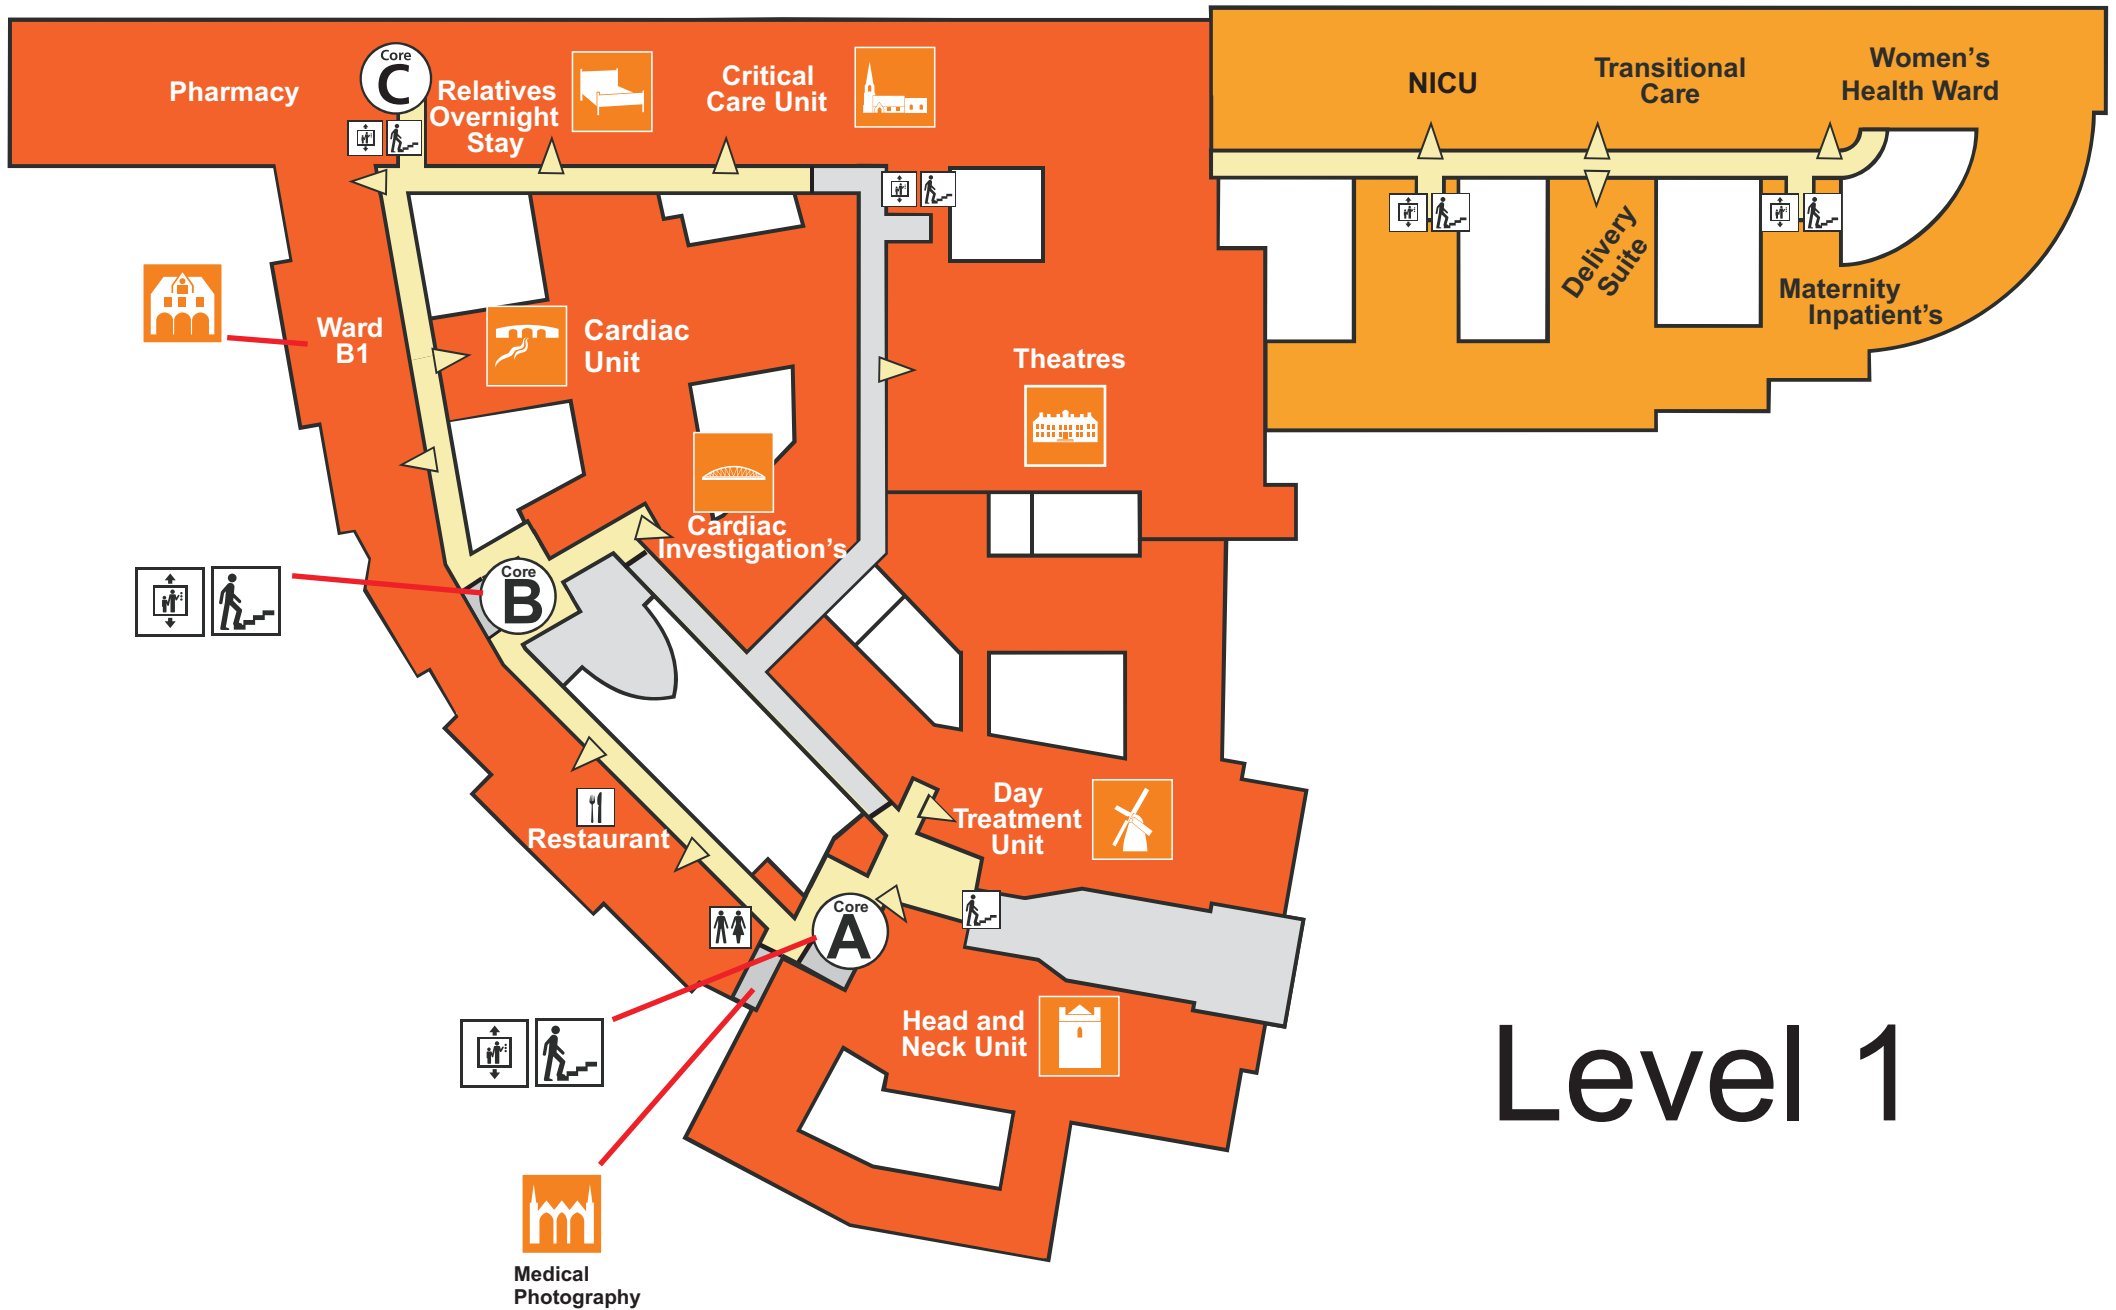 Core
C
Pharmacy
Relatives
Overnight
Stay
Critical
Care Unit
NICU
Transitional
Care
Women's
Health Ward
Delivery
Suite
Maternity
Inpatient's
Ward
B1
Cardiac
Unit
Theatres
Cardiac
Investigation's
Core
B
Restaurant
Day
Treatment
Unit
Core
A
Head and
Neck Unit
Level 1
Medical
Photography